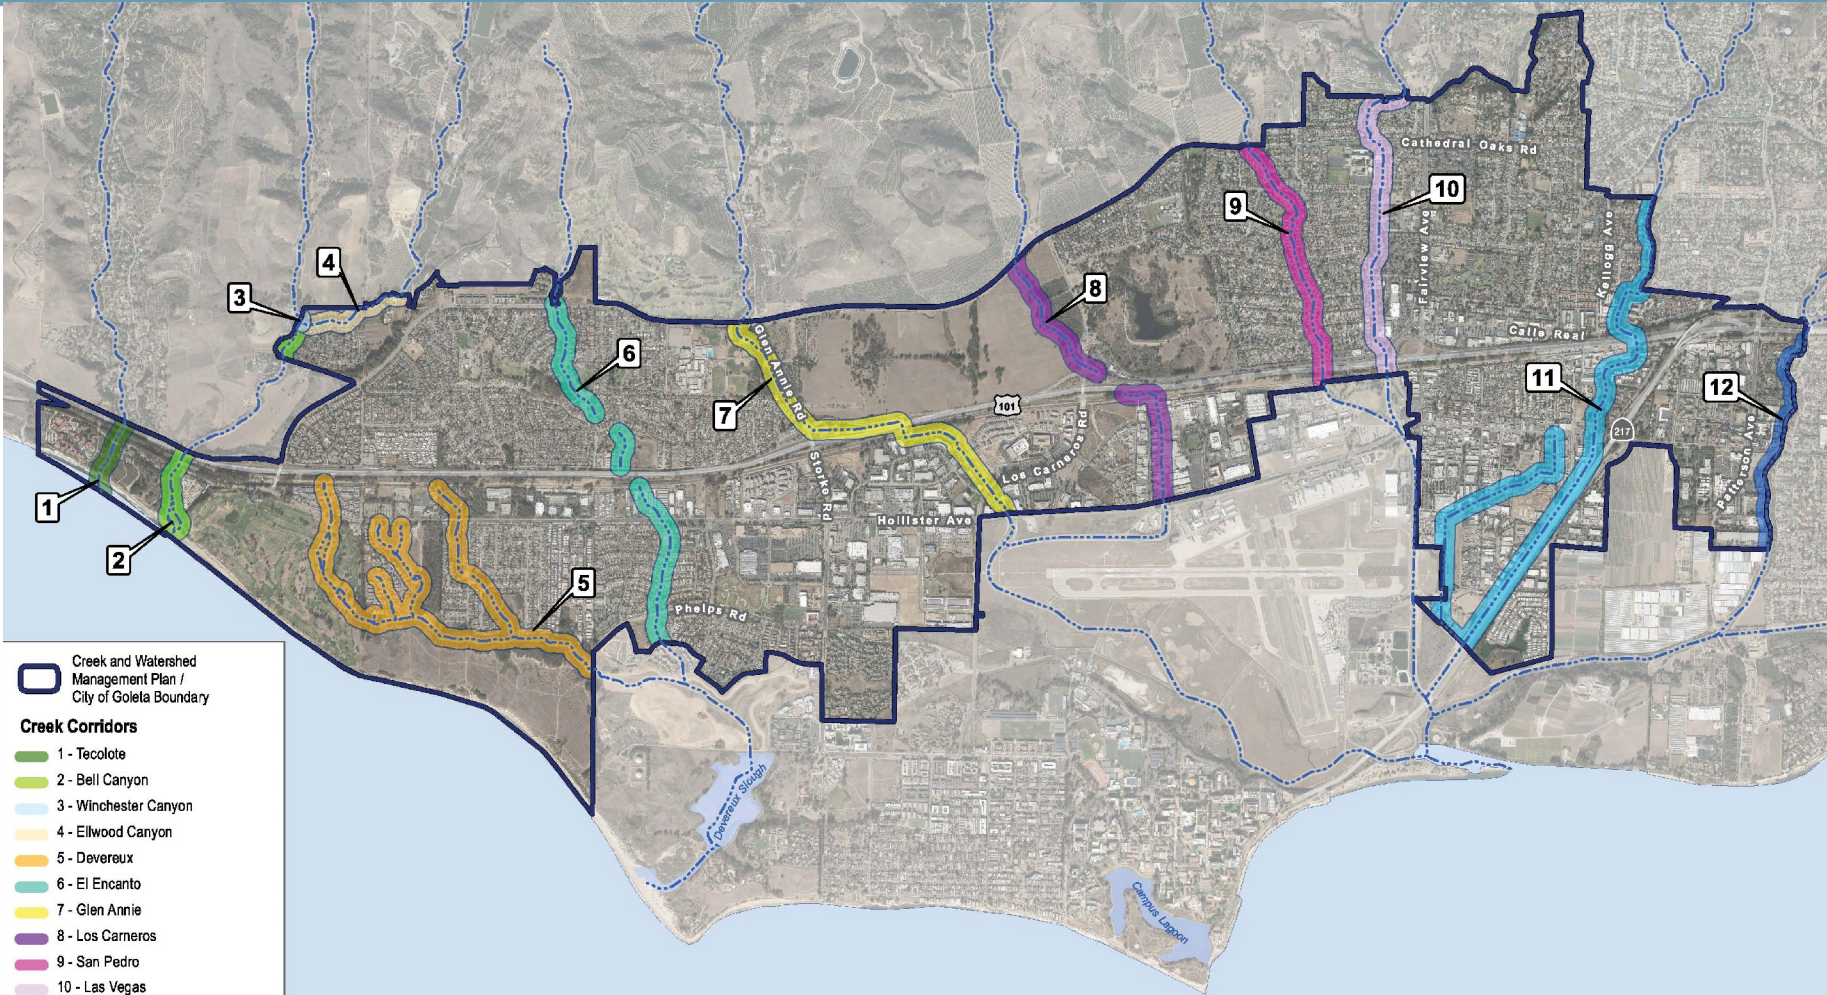 Cathedral Oaks Rd
10
9
Fairview Ave
Kellogg Ave
4
3
8
Calle Real
6
Glen Annie Rd
7
101
11
12
217
Patterson Ave
Los Carneros Rd
Storke Rd
1
2
Hollister Ave
5
Phelps Rd
Devereux Slough
Campus Lagoon
Creek and Watershed
Management Plan /
City of Goleta Boundary
Creek Corridors
1 - Tecolote
2 - Bell Canyon
3 - Winchester Canyon
4 - Ellwood Canyon
5 - Devereux
6 - El Encanto
7 - Glen Annie
8 - Los Carneros
9 - San Pedro
10 - Las Vegas